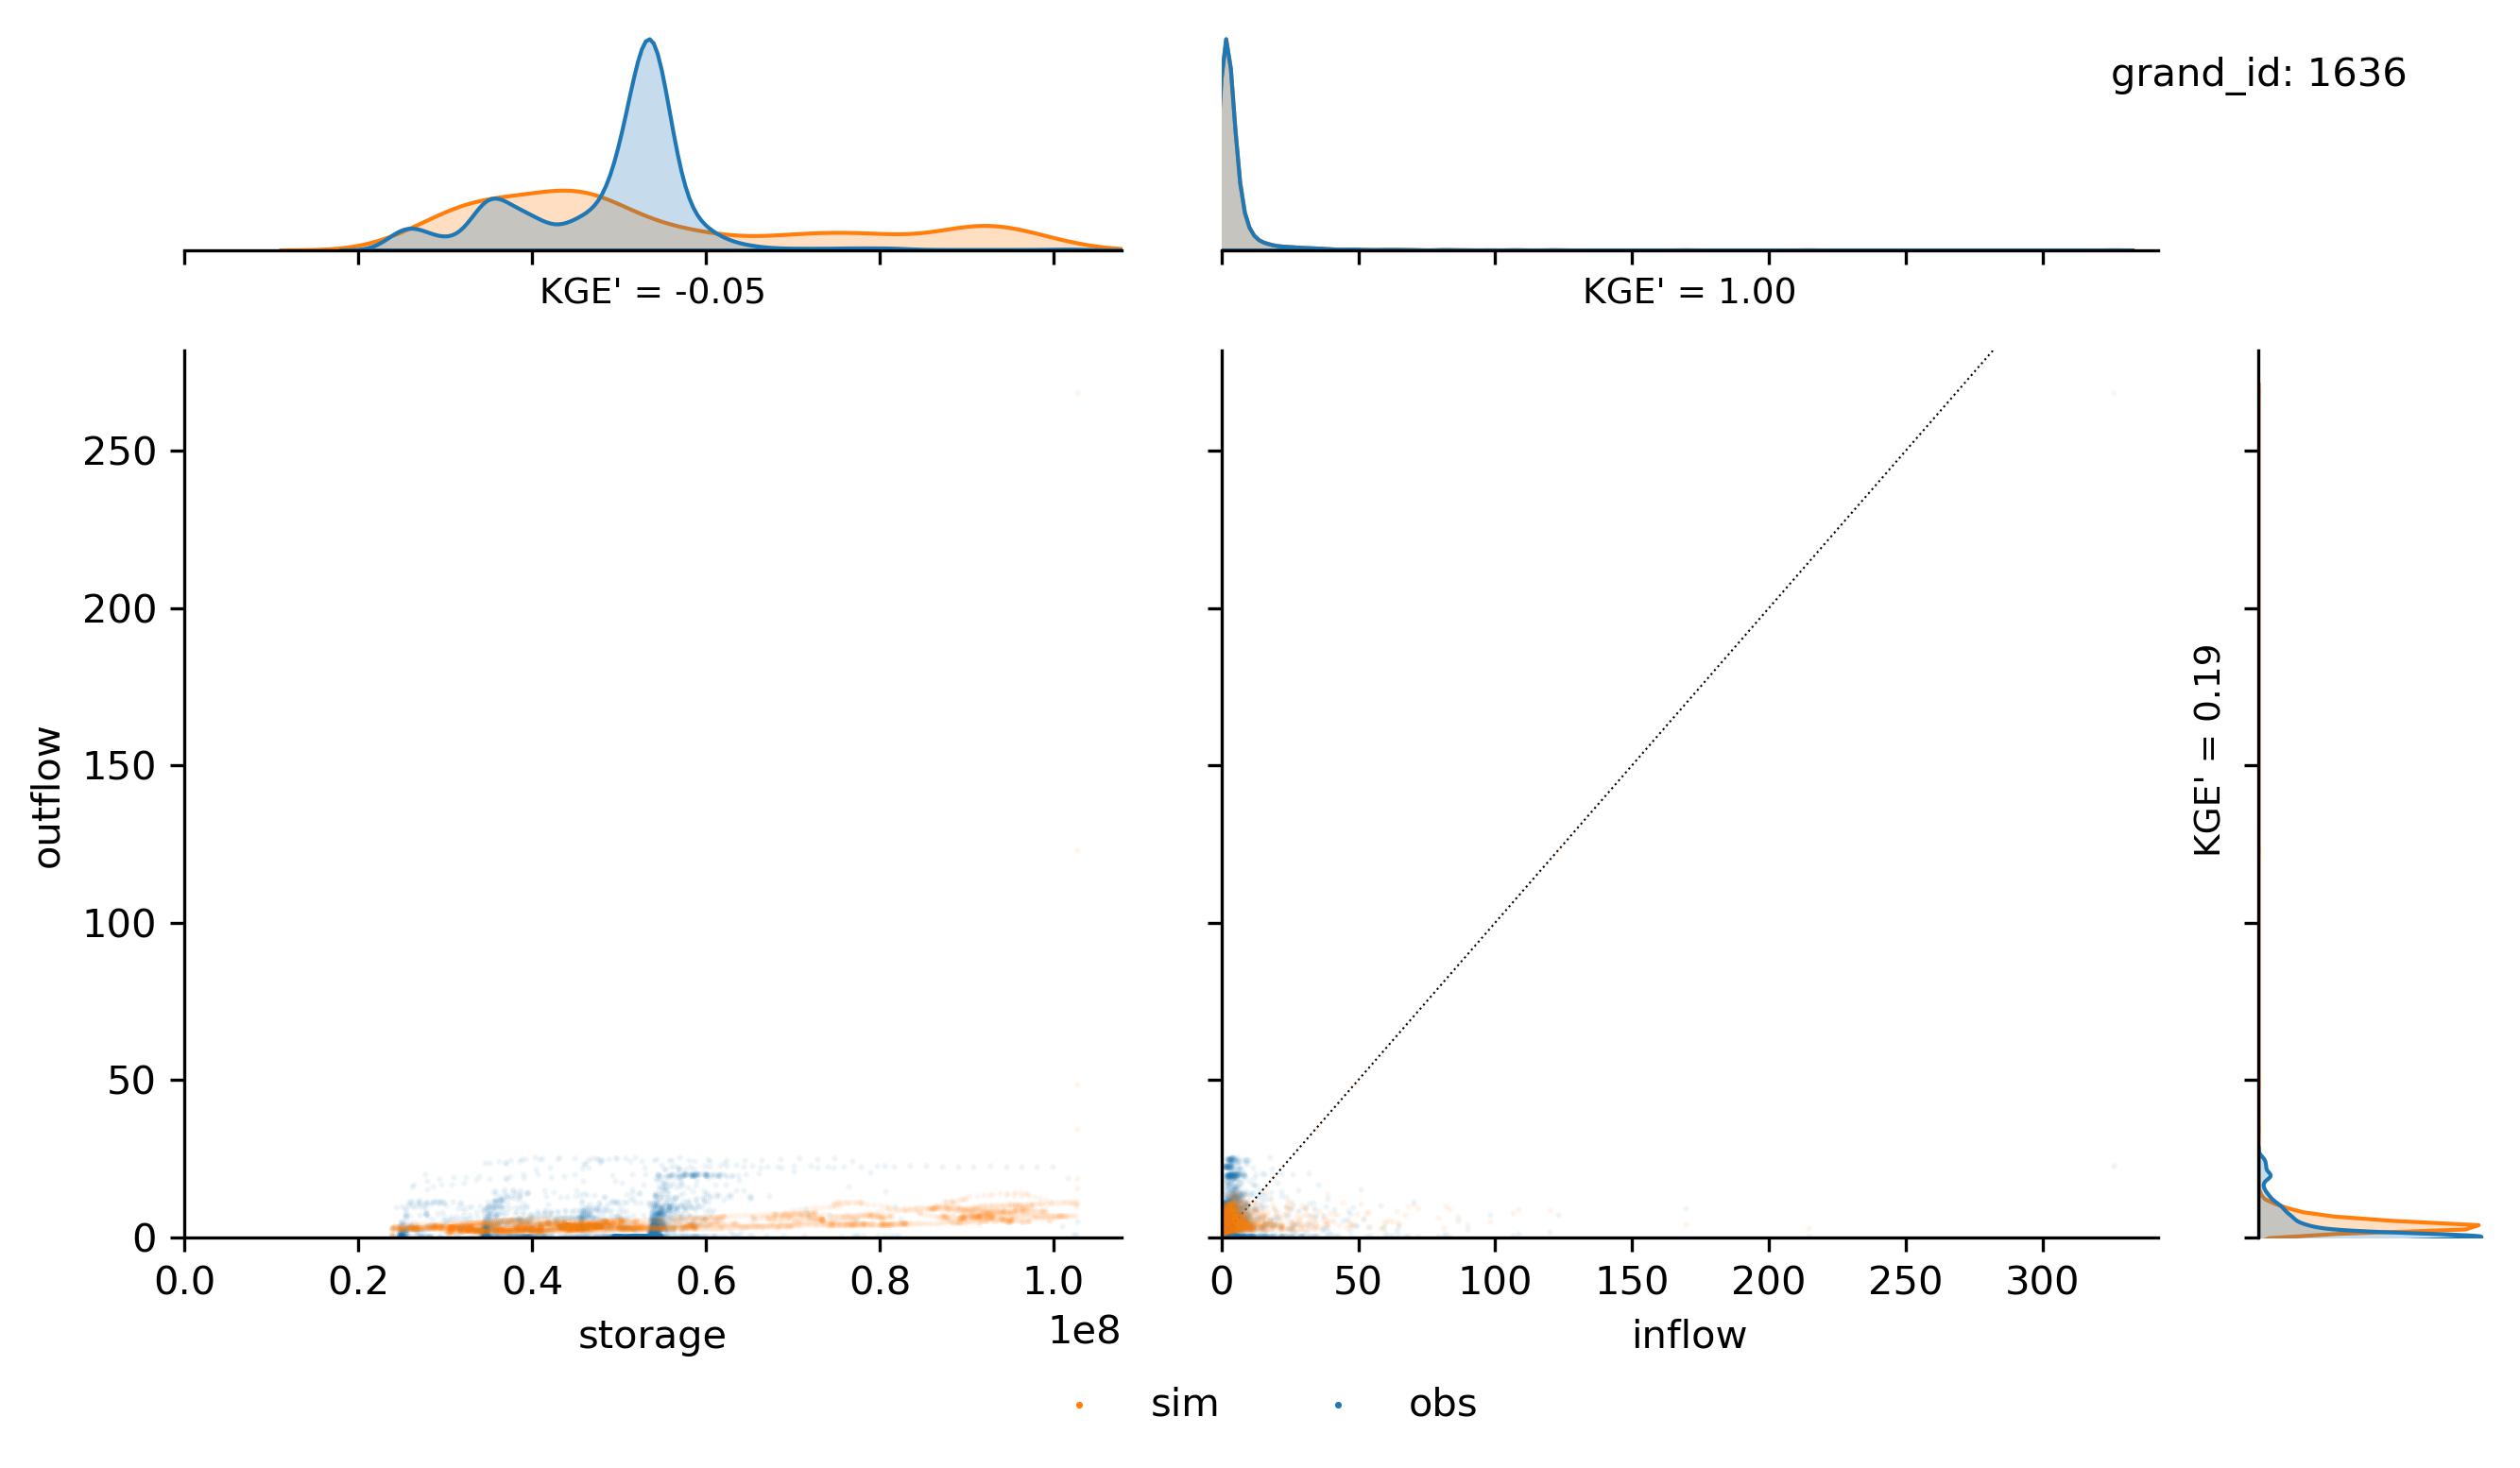 grand_id: 1636
KGE' = -0.05
KGE' = 1.00
250
200
150
100
50
0
outflow
KGE' = 0.19
0.0 0.2 0.4 0.6 0.8 1.0
1e8
storage
0 50 100 150 200 250 300
inflow
sim obs